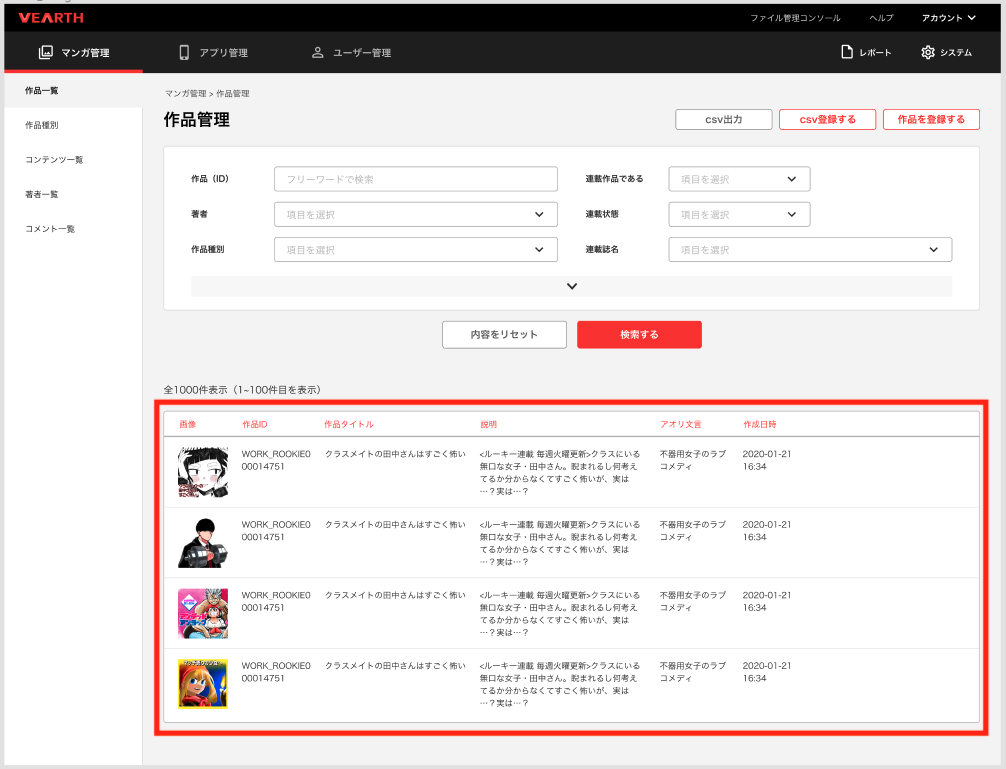 VEARTH
ファイル管理コンソール ヘルプ アカウント
マンガ管理 アプリ管理 ユーザー管理 レポート システム
作品一覧
作品種別
コンテンツ一覧
著者一覧
コメント一覧
マンガ管理 > 作品管理
作品管理
csv出力 csv登録する 作品を登録する
作品（ID） フリーワードで検索 連載作品である 項目を選択
著者 項目を選択 連載状態 項目を選択
作品種別 項目を選択 連載誌名 項目を選択
内容をリセット 検索する
全1000件表示（1~100件目を表示）
画像 作品ID 作品タイトル 説明 アオリ文言 作成日時
WORK_ROOKIE0 クラスメイトの田中さんはすごく怖い <ルーキー連載 毎週火曜更新>クラスにいる 不器用女子のラブ 2020-01-21
00014751 無口な女子・田中さん。睨まれるし何考え コメディ 16:34
てるか分からなくてすごく怖いが、実は
…？実は…？
WORK_ROOKIE0 クラスメイトの田中さんはすごく怖い <ルーキー連載 毎週火曜更新>クラスにいる 不器用女子のラブ 2020-01-21
00014751 無口な女子・田中さん。睨まれるし何考え コメディ 16:34
てるか分からなくてすごく怖いが、実は
…？実は…？
WORK_ROOKIE0 クラスメイトの田中さんはすごく怖い <ルーキー連載 毎週火曜更新>クラスにいる 不器用女子のラブ 2020-01-21
00014751 無口な女子・田中さん。睨まれるし何考え コメディ 16:34
てるか分からなくてすごく怖いが、実は
…？実は…？
WORK_ROOKIE0 クラスメイトの田中さんはすごく怖い <ルーキー連載 毎週火曜更新>クラスにいる 不器用女子のラブ 2020-01-21
00014751 無口な女子・田中さん。睨まれるし何考え コメディ 16:34
てるか分からなくてすごく怖いが、実は
…？実は…？